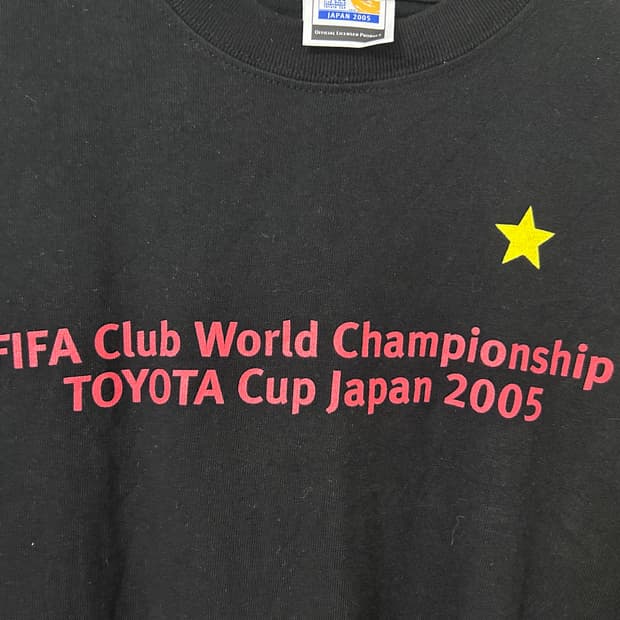 JAPAN 2005
OFFICIAL LICENSED PRODUCT
FIFA Club World Championship
TOYOTA Cup Japan 2005